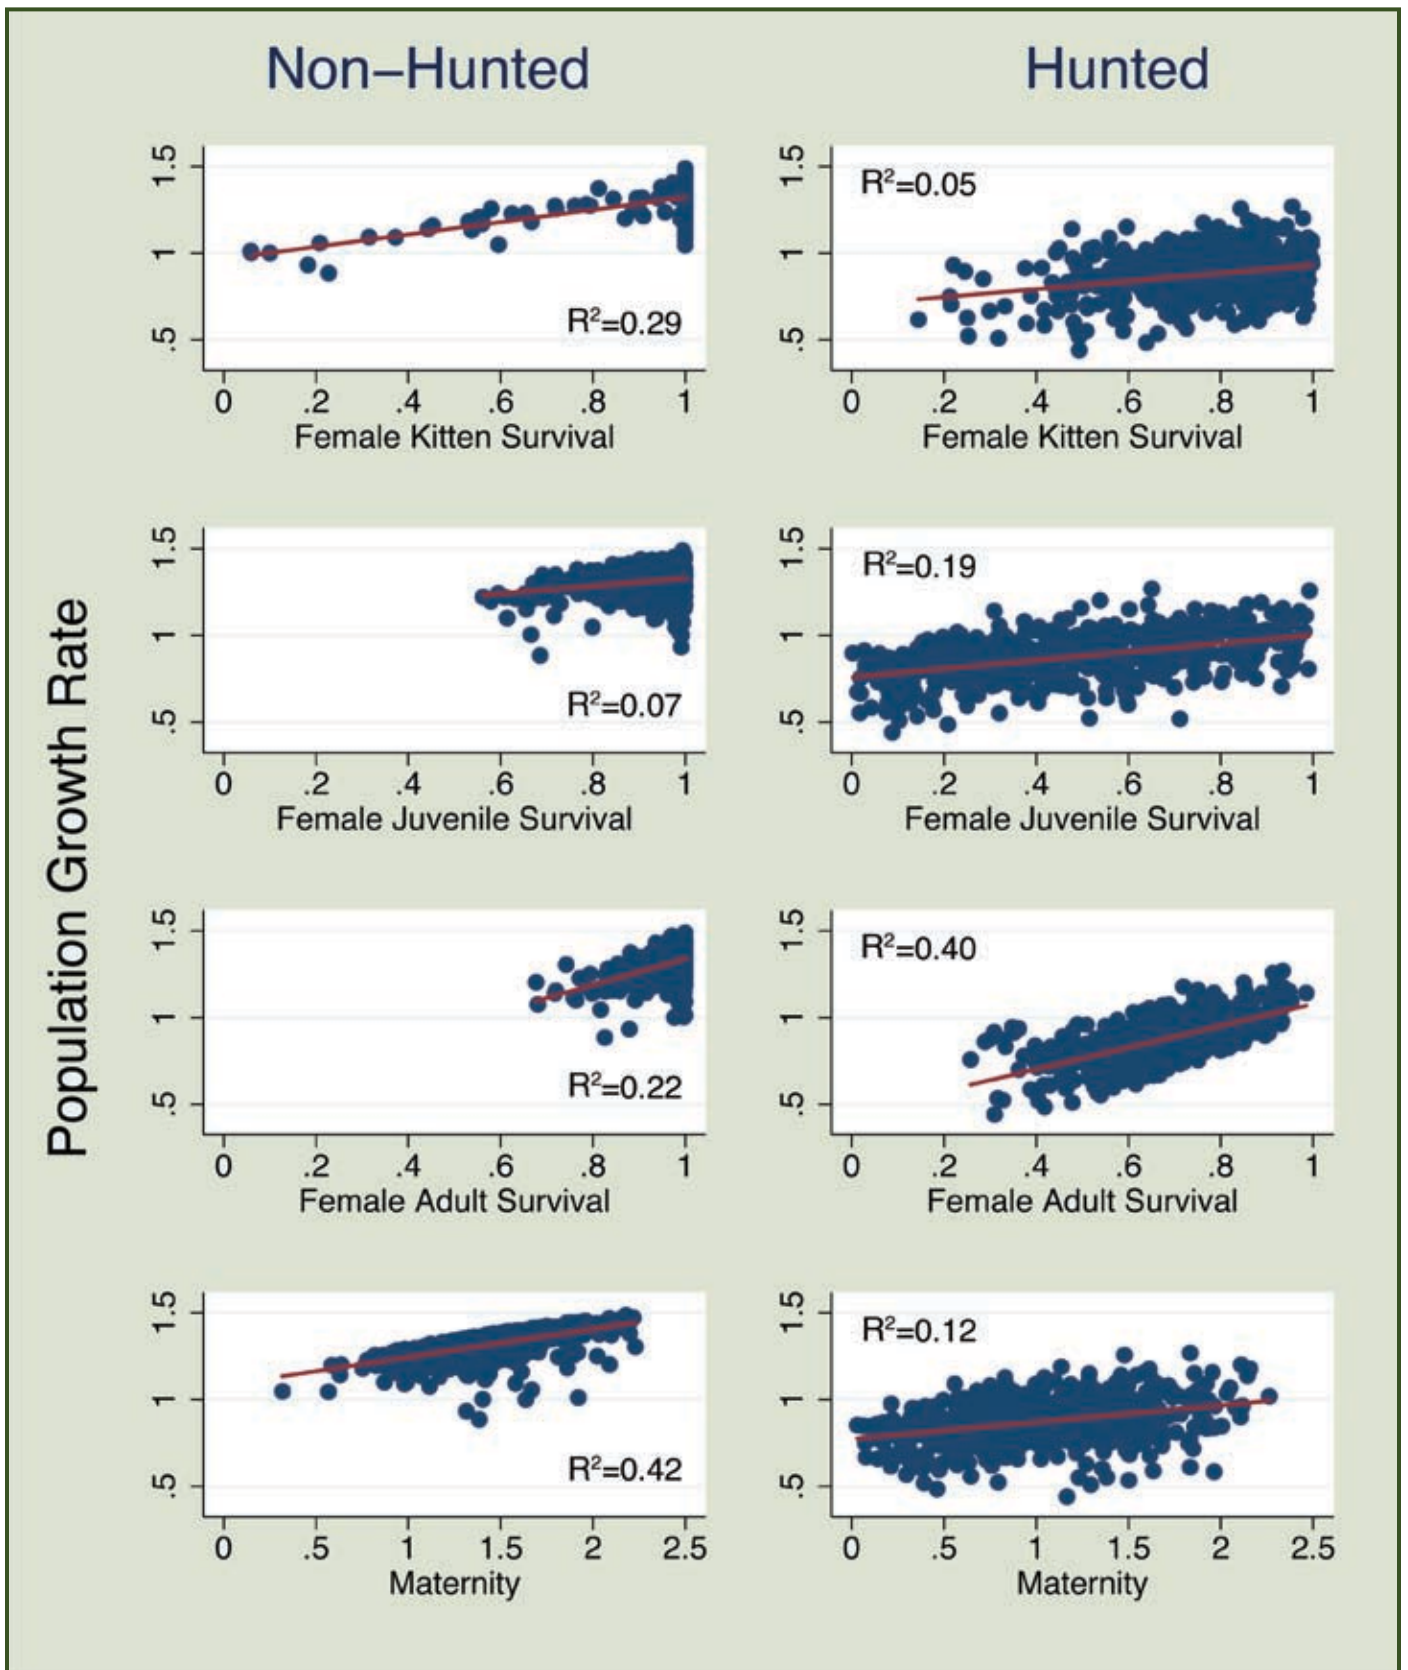 Non–Hunted
Hunted
Population Growth Rate
1.5
1
.5
R²=0.29
0 .2 .4 .6 .8 1
Female Kitten Survival
1.5
1
.5
R²=0.05
0 .2 .4 .6 .8 1
Female Kitten Survival
1.5
1
.5
R²=0.07
0 .2 .4 .6 .8 1
Female Juvenile Survival
1.5
1
.5
R²=0.19
0 .2 .4 .6 .8 1
Female Juvenile Survival
1.5
1
.5
R²=0.22
0 .2 .4 .6 .8 1
Female Adult Survival
1.5
1
.5
R²=0.40
0 .2 .4 .6 .8 1
Female Adult Survival
1.5
1
.5
R²=0.42
0 .5 1 1.5 2 2.5
Maternity
1.5
1
.5
R²=0.12
0 .5 1 1.5 2 2.5
Maternity